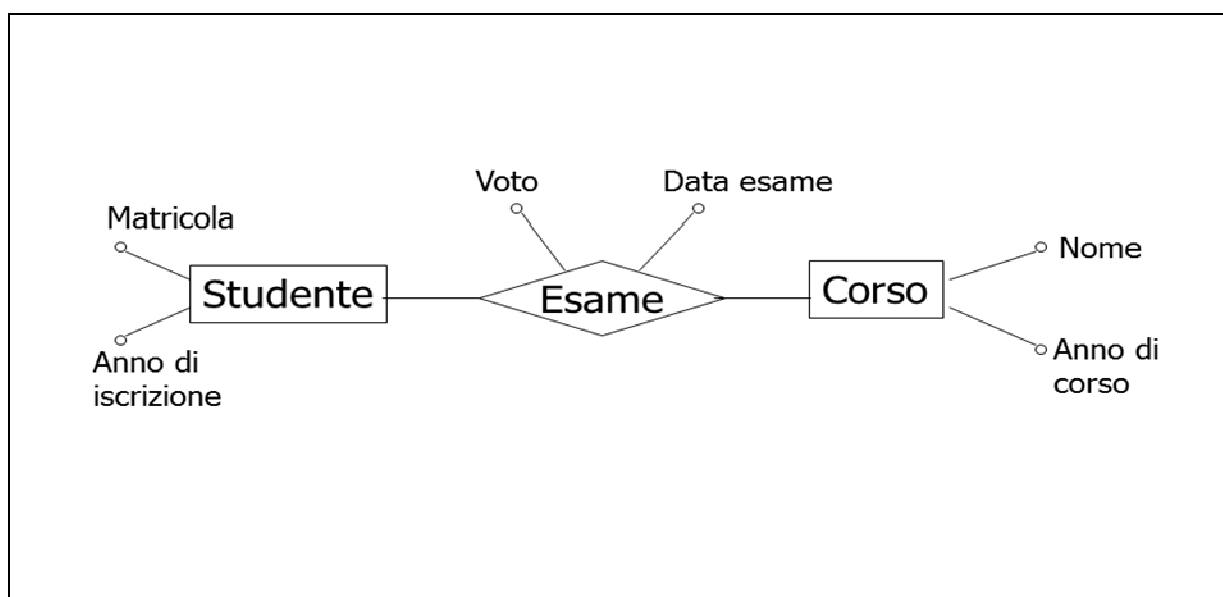 Voto
Data esame
Matricola
Nome
Studente
Esame
Corso
Anno di
iscrizione
Anno di
corso